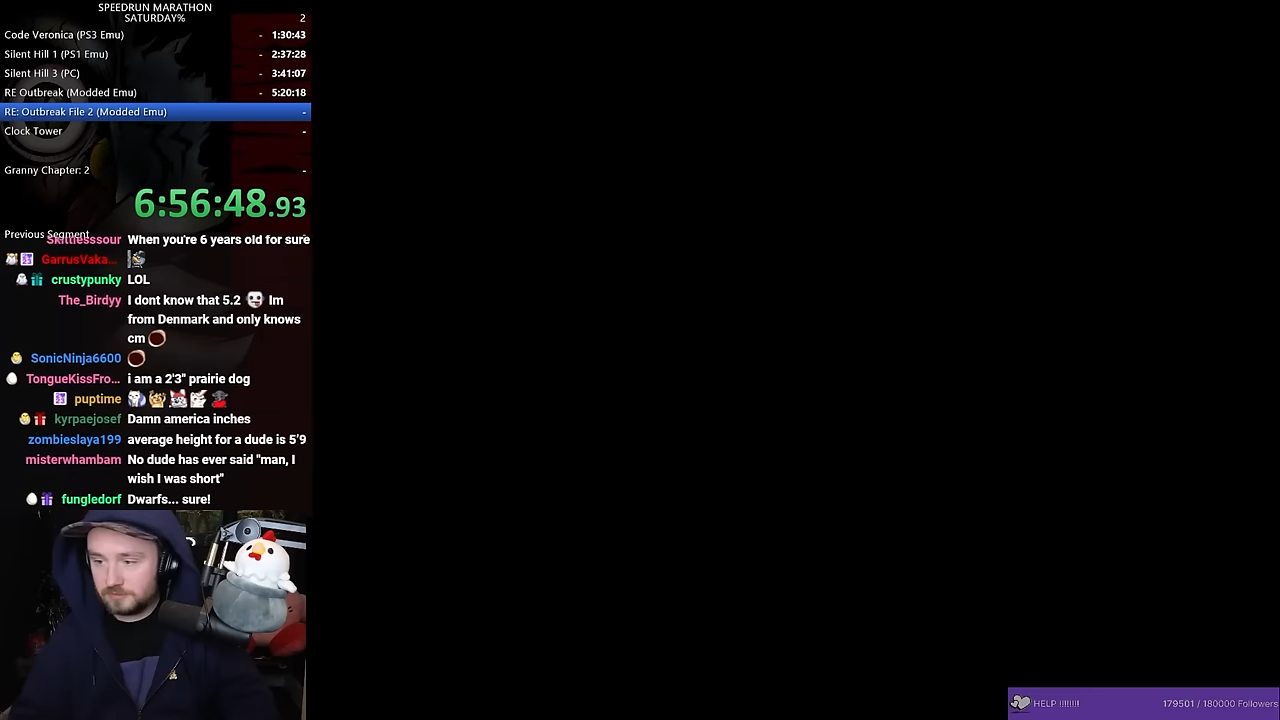 SPEEDRUN MARATHON
SATURDAY%
2
Code Veronica (PS3 Emu) - 1:30:43
Silent Hill 1 (PS1 Emu) - 2:37:28
Silent Hill 3 (PC) - 3:41:07
RE Outbreak (Modded Emu) - 5:20:18
RE: Outbreak File 2 (Modded Emu) -
Clock Tower -
Granny Chapter: 2 -
6:56:48.93
Previous Segment -
Skittlesssour When you're 6 years old for sure
GarrusVaka...
crustypunky LOL
The_Birdyy I dont know that 5.2 Im
from Denmark and only knows
cm
SonicNinja6600
TongueKissFro... i am a 2'3" prairie dog
puptime
kyrpaejosef Damn america inches
zombieslaya199 average height for a dude is 5'9
misterwhambam No dude has ever said "man, I
wish I was short"
fungledorf Dwarfs... sure!
HELP !!!!!!! 179501 / 180000 Followers